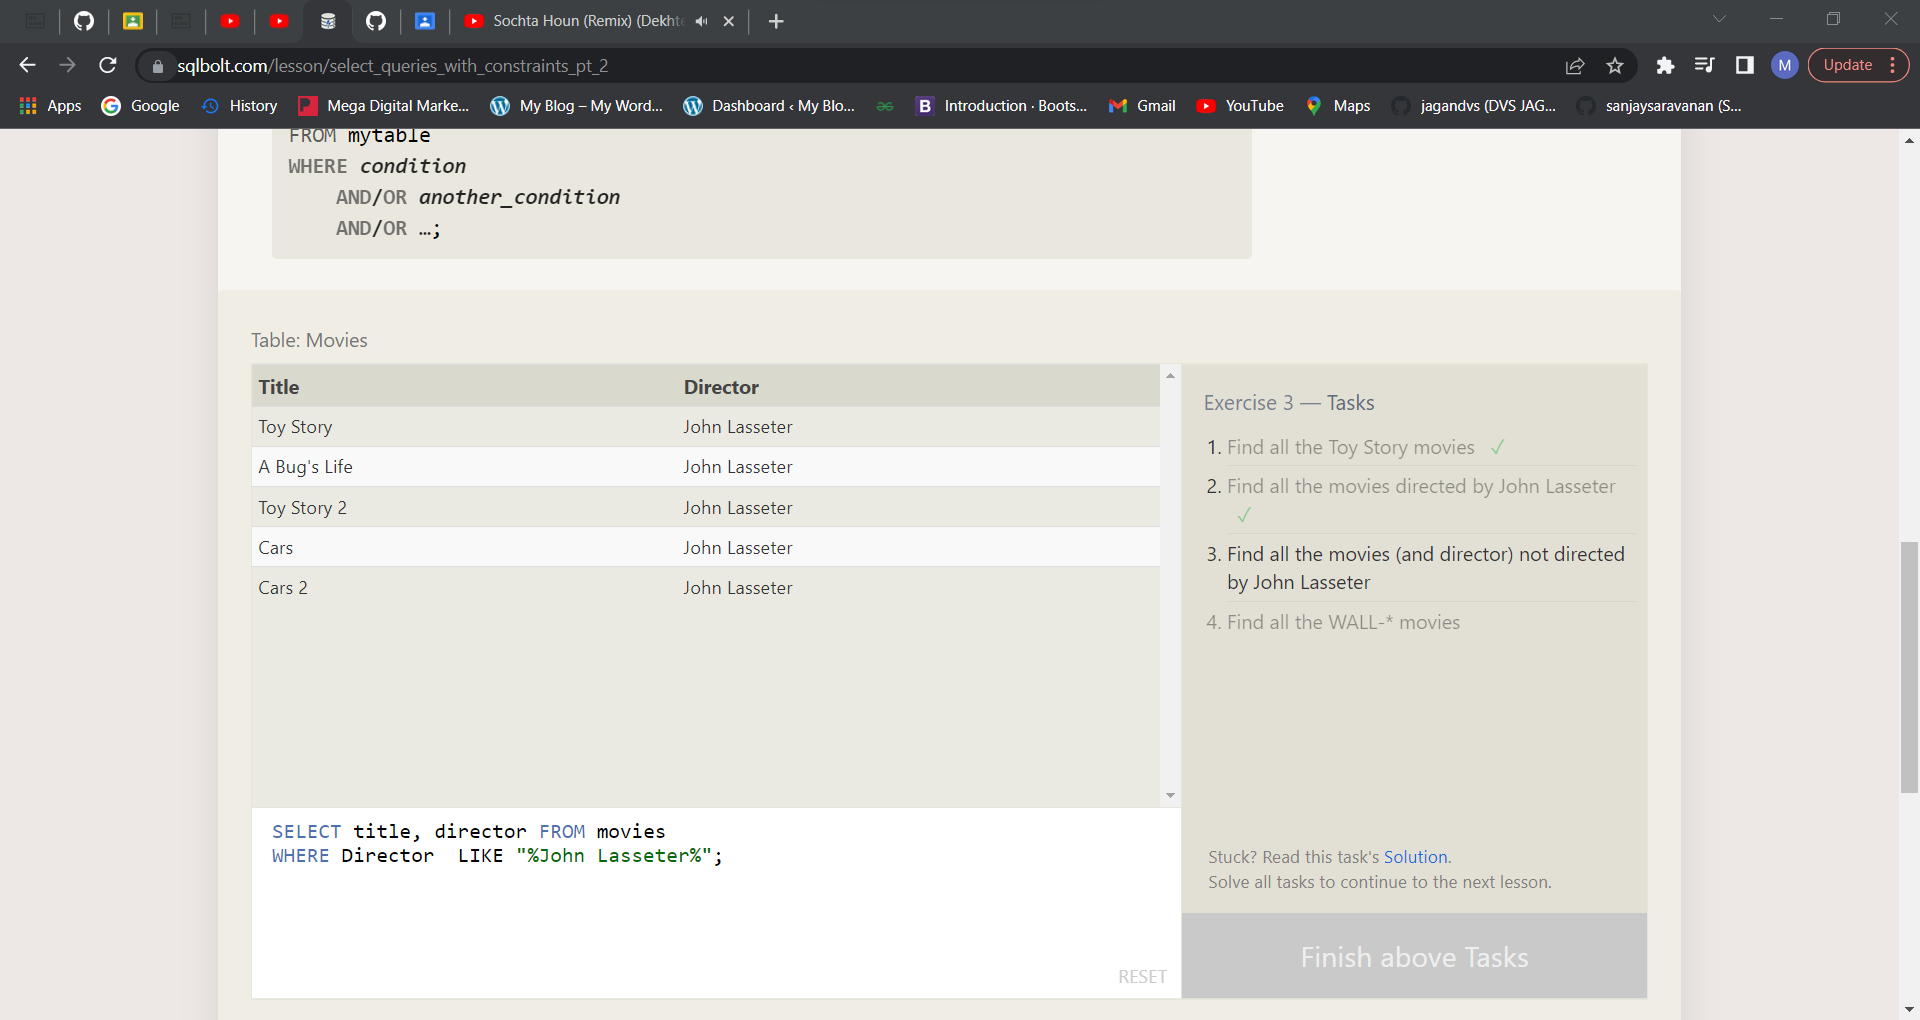 Sochta Houn (Remix) (Dekhte
sqlbolt.com/lesson/select_queries_with_constraints_pt_2
M
Update
Apps
Google
History
Mega Digital Marke...
My Blog – My Word...
Dashboard ‹ My Blo...
B
Introduction · Boots...
Gmail
YouTube
Maps
jagandvs (DVS JAG...
sanjaysaravanan (S...
FROM mytable
WHERE condition
AND/OR another_condition
AND/OR …;
Table: Movies
Title Director
Toy Story John Lasseter
A Bug's Life John Lasseter
Toy Story 2 John Lasseter
Cars John Lasseter
Cars 2 John Lasseter
SELECT title, director FROM movies
WHERE Director  LIKE "%John Lasseter%";
RESET
Exercise 3 — Tasks
1. Find all the Toy Story movies ✓
2. Find all the movies directed by John Lasseter
✓
3. Find all the movies (and director) not directed
by John Lasseter
4. Find all the WALL-* movies
Stuck? Read this task's Solution.
Solve all tasks to continue to the next lesson.
Finish above Tasks